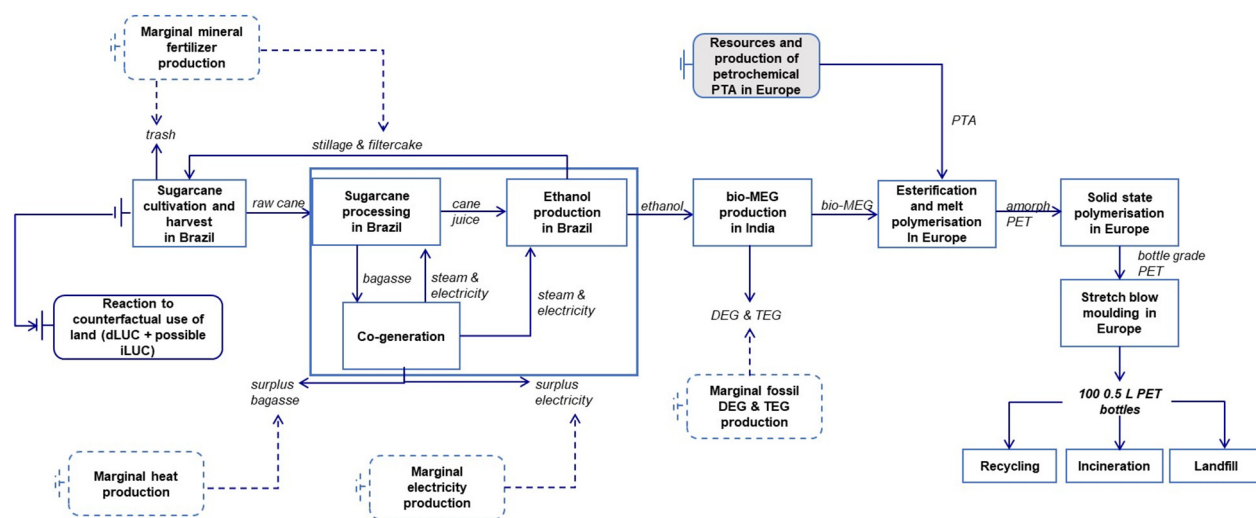 Marginal mineral
fertilizer
production
Resources and
production of
petrochemical
PTA in Europe
trash
stillage & filtercake
PTA
Sugarcane
cultivation and
harvest
in Brazil
raw cane
Sugarcane
processing
in Brazil
cane
juice
Ethanol
production
in Brazil
ethanol
bio-MEG
production
in India
bio-MEG
Esterification
and melt
polymerisation
In Europe
amorph
PET
Solid state
polymerisation
in Europe
bagasse
steam &
electricity
steam &
electricity
bottle grade
PET
Reaction to
counterfactual use of
land (dLUC + possible
iLUC)
Co-generation
DEG & TEG
Stretch blow
moulding in
Europe
surplus
bagasse
surplus
electricity
Marginal fossil
DEG & TEG
production
100 0.5 L PET
bottles
Marginal heat
production
Marginal
electricity
production
Recycling
Incineration
Landfill